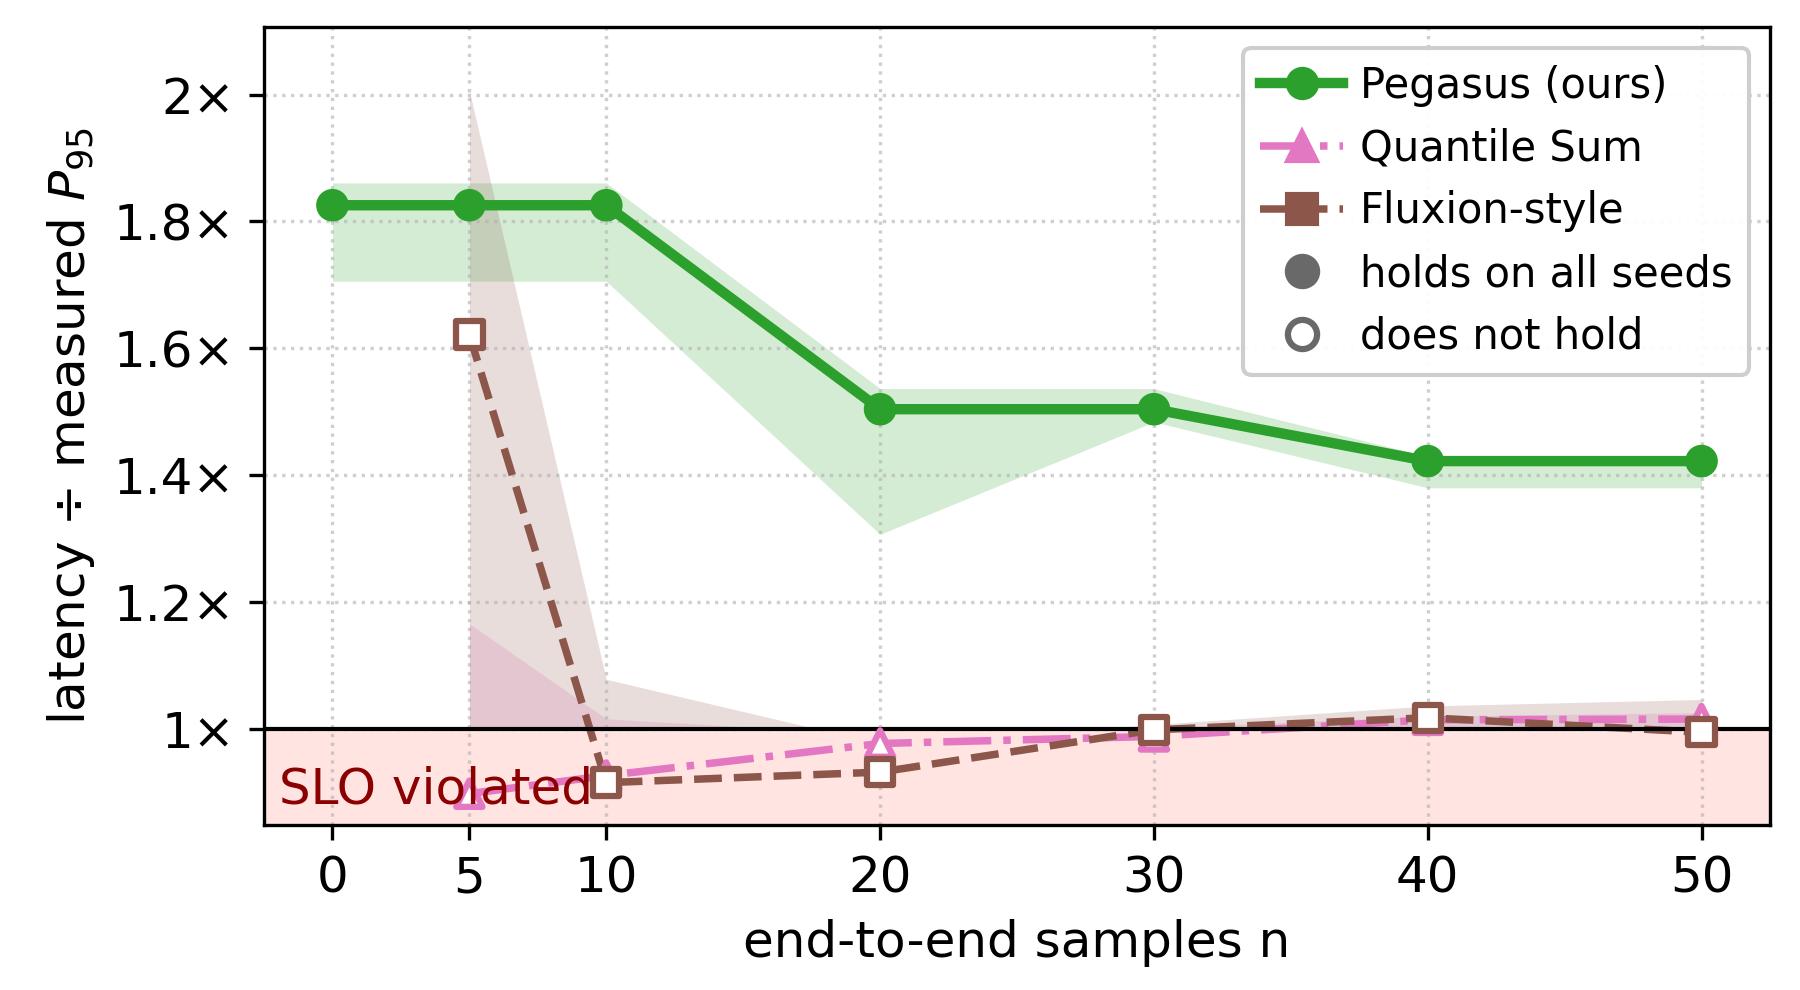 latency ÷ measured P95
2×
1.8×
1.6×
1.4×
1.2×
1×
Pegasus (ours)
Quantile Sum
Fluxion-style
holds on all seeds
does not hold
SLO violated
0 5 10 20 30 40 50
end-to-end samples n